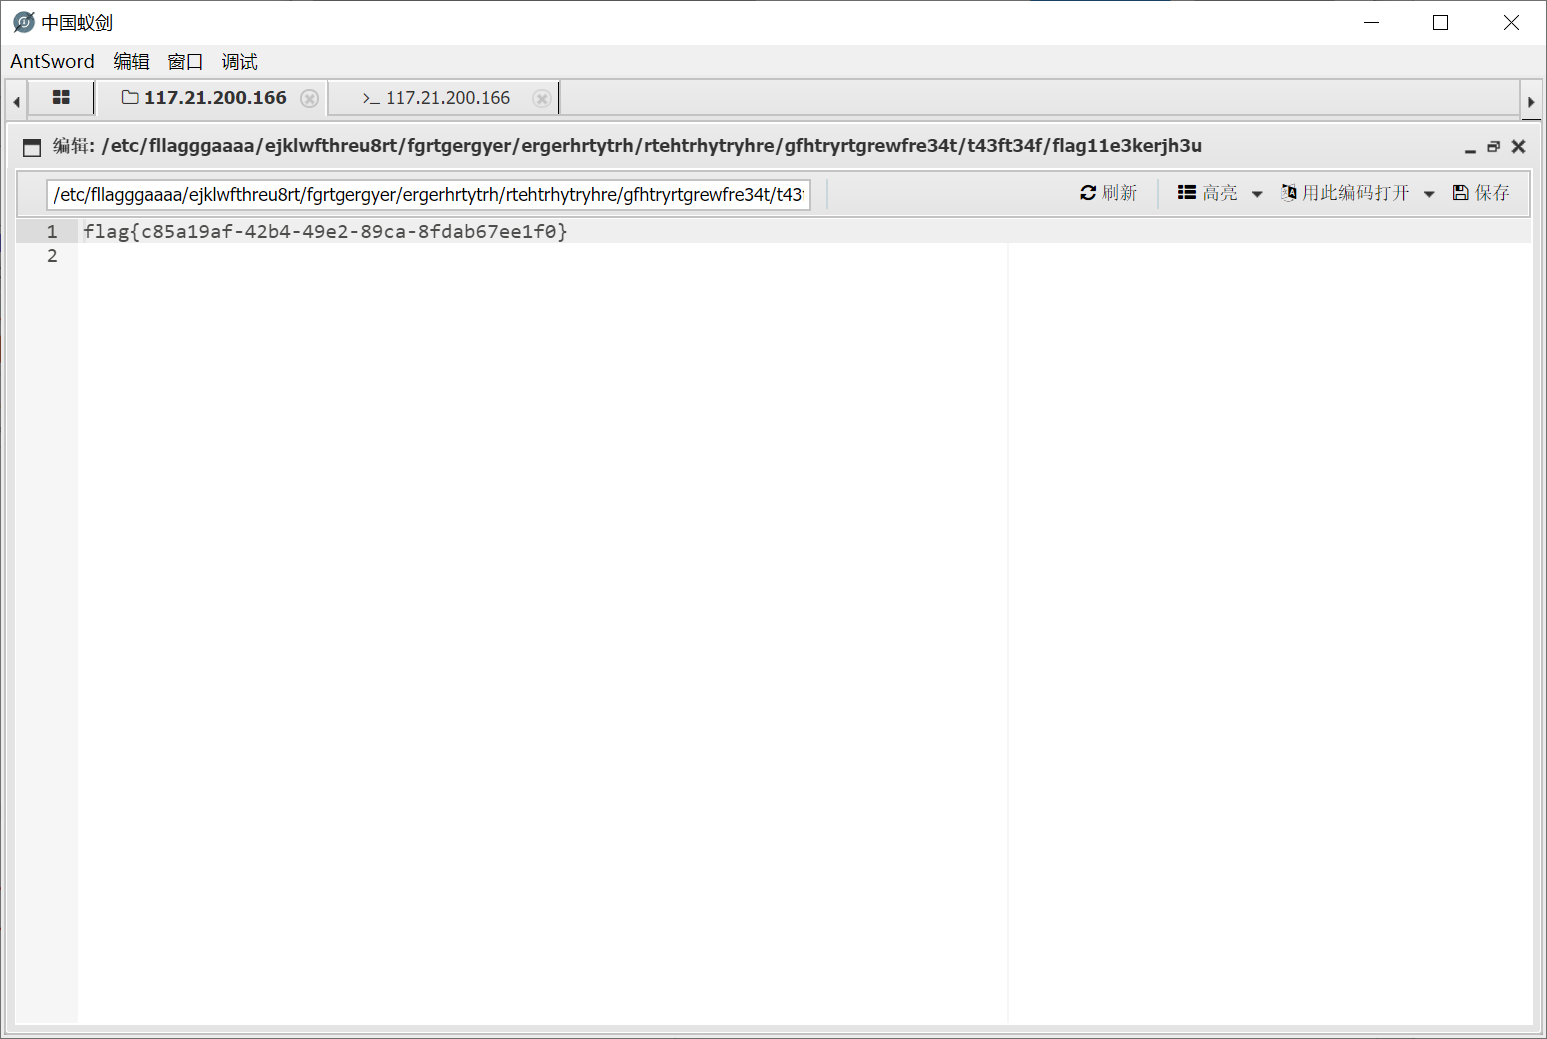 中国蚁剑
AntSword 编辑 窗口 调试
117.21.200.166 >_ 117.21.200.166
编辑: /etc/fllagggaaaa/ejklwfthreu8rt/fgrtgergyer/ergerhrtytrh/rtehtrhytryhre/gfhtryrtgrewfre34t/t43ft34f/flag11e3kerjh3u
/etc/fllagggaaaa/ejklwfthreu8rt/fgrtgergyer/ergerhrtytrh/rtehtrhytryhre/gfhtryrtgrewfre34t/t43 刷新 高亮 用此编码打开 保存
1 flag{c85a19af-42b4-49e2-89ca-8fdab67ee1f0}
2